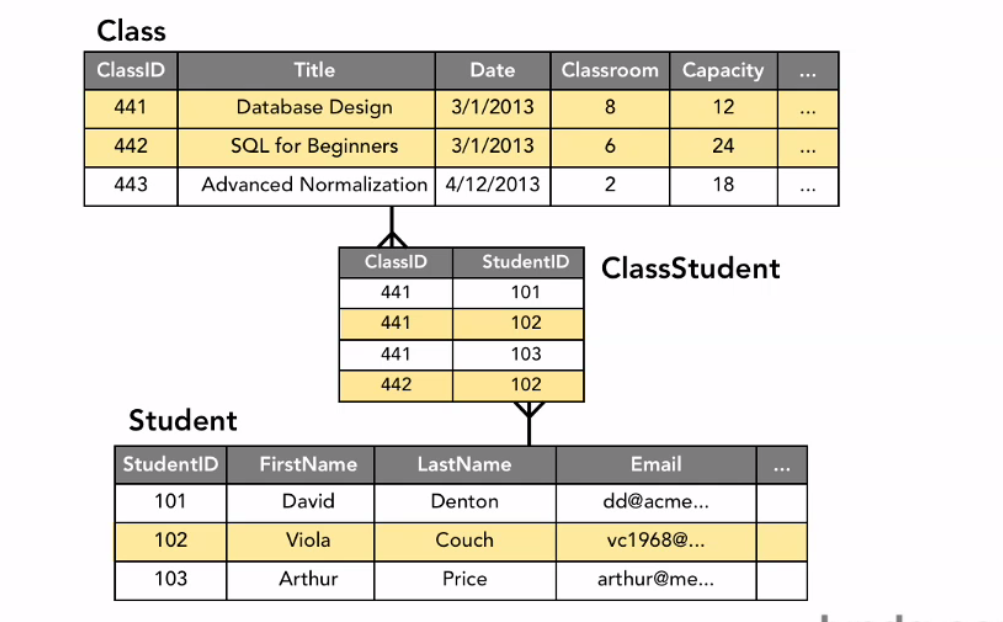 Class
ClassID Title Date Classroom Capacity ...
441 Database Design 3/1/2013 8 12 ...
442 SQL for Beginners 3/1/2013 6 24 ...
443 Advanced Normalization 4/12/2013 2 18 ...
ClassID StudentID
ClassStudent
441 101
441 102
441 103
442 102
Student
StudentID FirstName LastName Email ...
101 David Denton dd@acme...
102 Viola Couch vc1968@...
103 Arthur Price arthur@me...